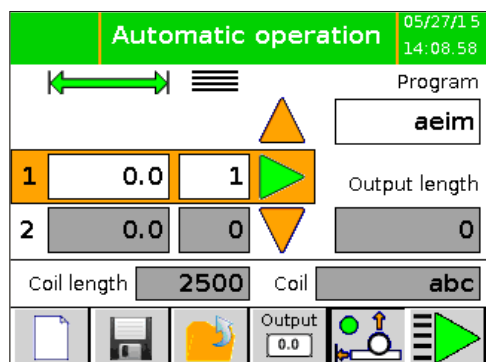 Automatic operation
05/27/15
14:08.58
Program
aeim
1 0.0 1
Output length
2 0.0 0 0
Coil length 2500 Coil abc
Output
0.0